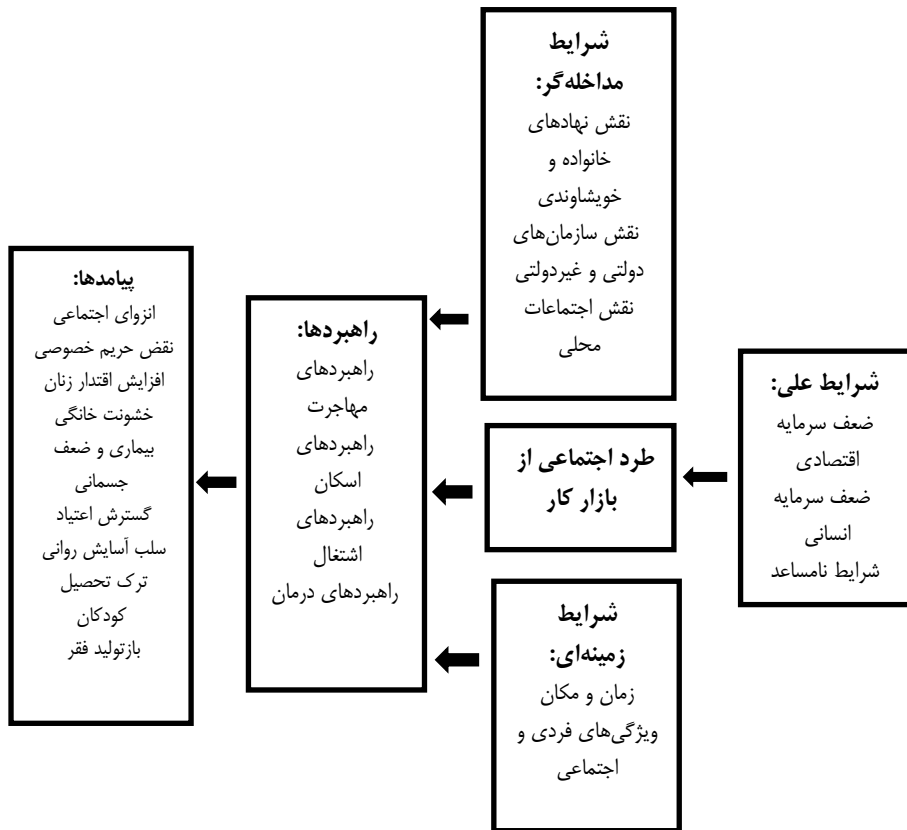 شرایط
مداخله‌گر:
نقش نهادهای
خانواده و
خویشاوندی
نقش سازمان‌های
دولتی و غیردولتی
نقش اجتماعات
محلی
شرایط علی:
ضعف سرمایه
اقتصادی
ضعف سرمایه
انسانی
شرایط نامساعد
طرد اجتماعی از
بازار کار
شرایط
زمینه‌ای:
زمان و مکان
ویژگی‌های فردی و
اجتماعی
راهبردها:
راهبردهای
مهاجرت
راهبردهای
اسکان
راهبردهای
اشتغال
راهبردهای درمان
پیامدها:
انزوای اجتماعی
نقض حریم خصوصی
افزایش اقتدار زنان
خشونت خانگی
بیماری و ضعف
جسمانی
گسترش اعتیاد
سلب آسایش روانی
ترک تحصیل
کودکان
بازتولید فقر